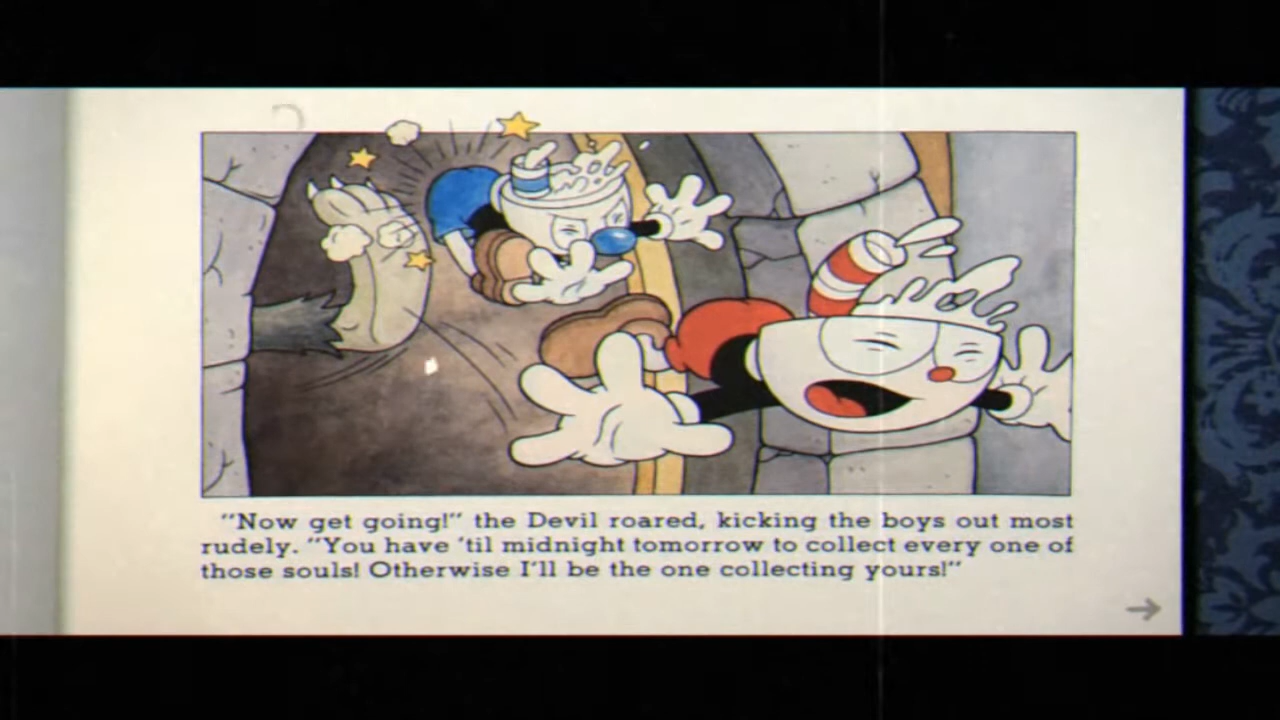 "Now get going!" the Devil roared, kicking the boys out most
rudely. "You have 'til midnight tomorrow to collect every one of
those souls! Otherwise I'll be the one collecting yours!"